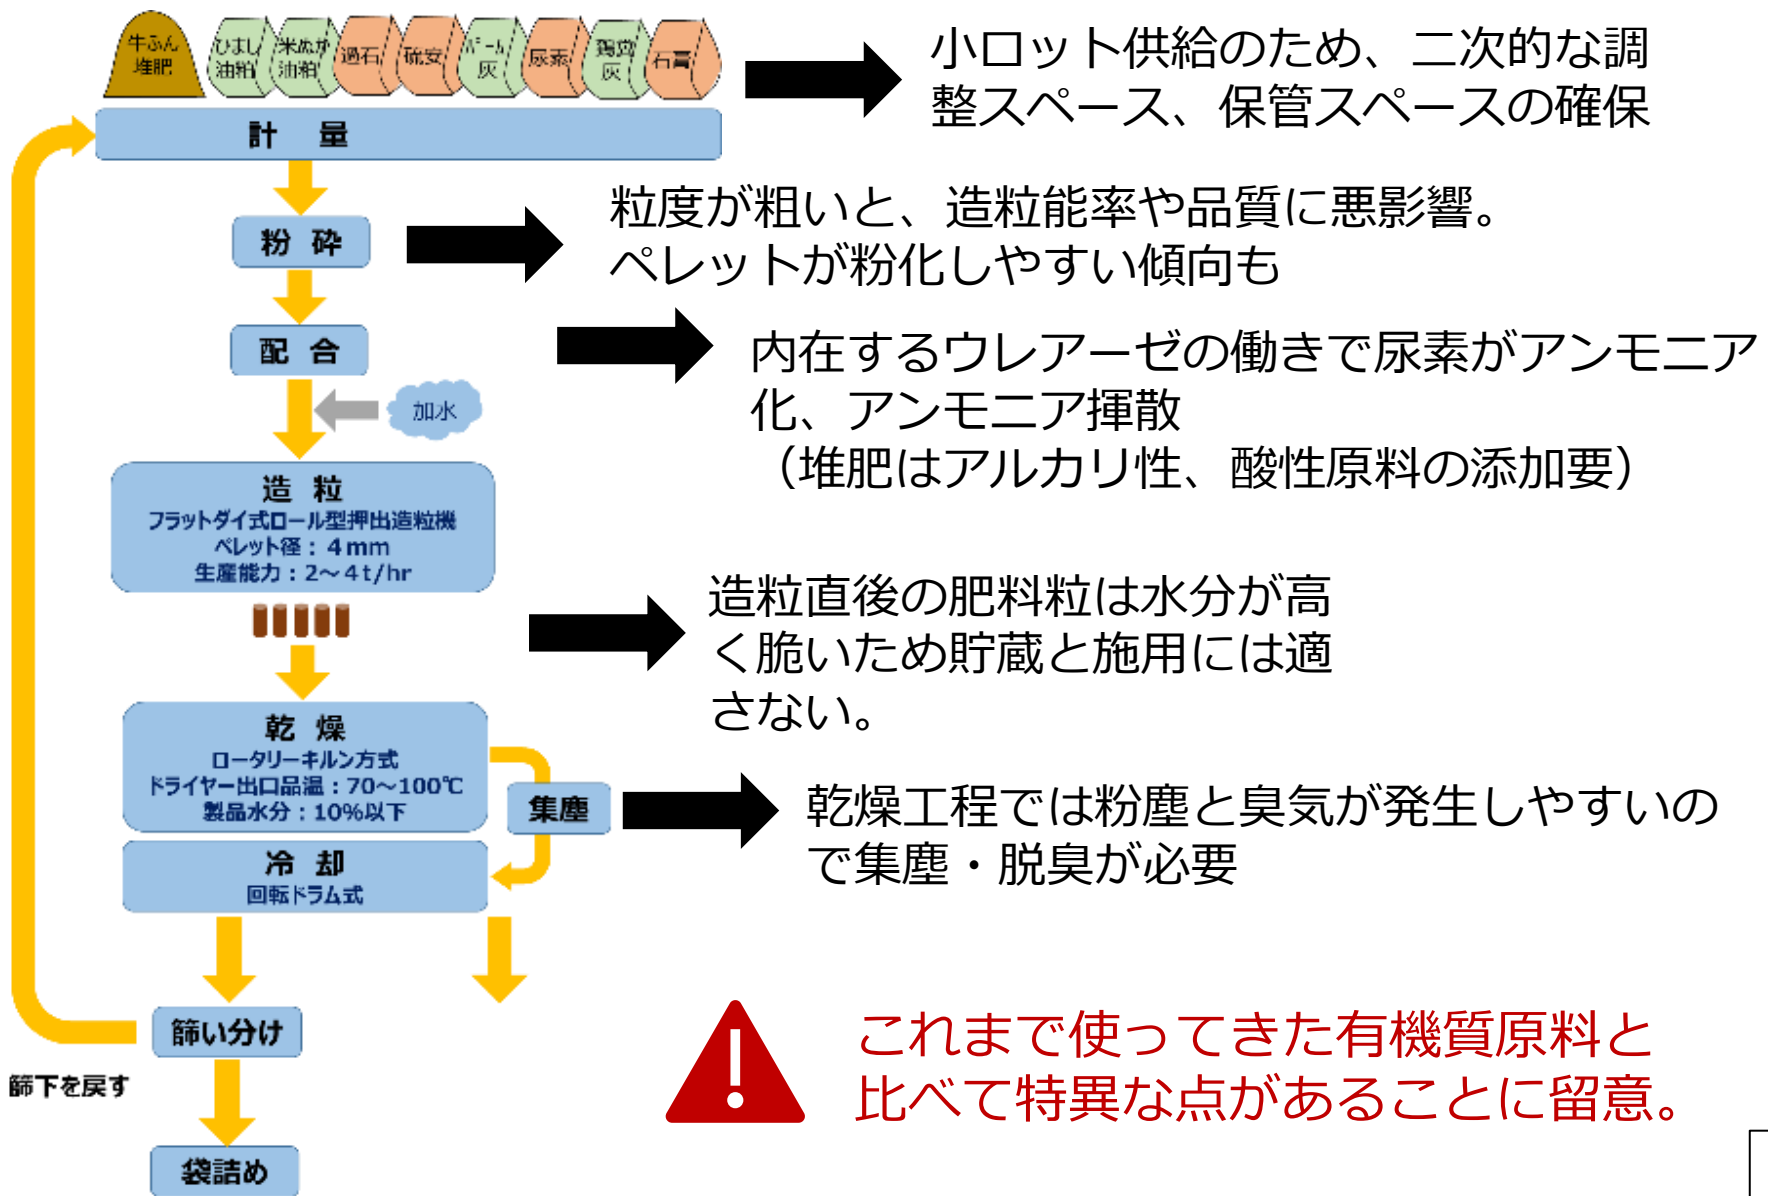 牛ふん
堆肥
ひまし
油粕
米ぬか
油粕
過石
硫安
パーム
灰
尿素
鶏糞
灰
石膏
小ロット供給のため、二次的な調
整スペース、保管スペースの確保
計 量
粉 砕
粒度が粗いと、造粒能率や品質に悪影響。
ペレットが粉化しやすい傾向も
配 合
内在するウレアーゼの働きで尿素がアンモニア
化、アンモニア揮散
（堆肥はアルカリ性、酸性原料の添加要）
加水
造 粒
フラットダイ式ロール型押出造粒機
ペレット径：4mm
生産能力：2～4t/hr
造粒直後の肥料粒は水分が高
く脆いため貯蔵と施用には適
さない。
乾 燥
ロータリーキルン方式
ドライヤー出口品温：70～100℃
製品水分：10%以下
集塵
乾燥工程では粉塵と臭気が発生しやすいの
で集塵・脱臭が必要
冷 却
回転ドラム式
篩い分け
篩下を戻す
これまで使ってきた有機質原料と
比べて特異な点があることに留意。
袋詰め